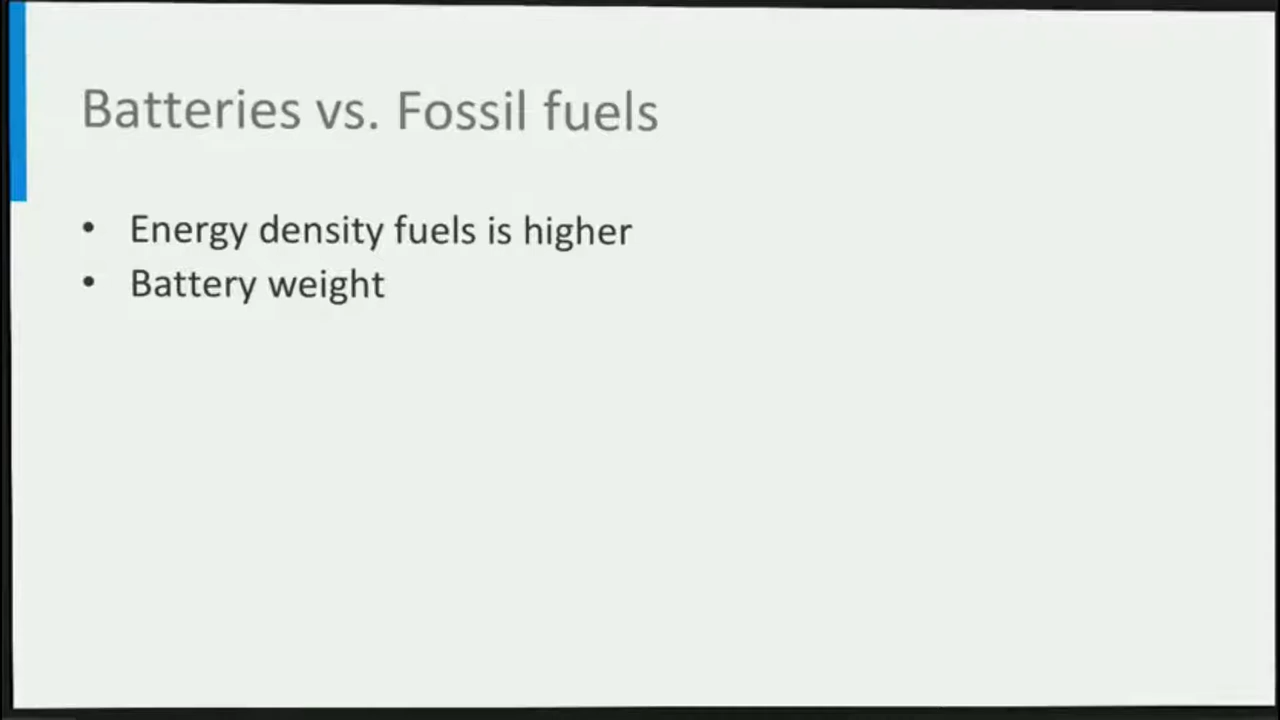 Batteries vs. Fossil fuels
• Energy density fuels is higher
• Battery weight